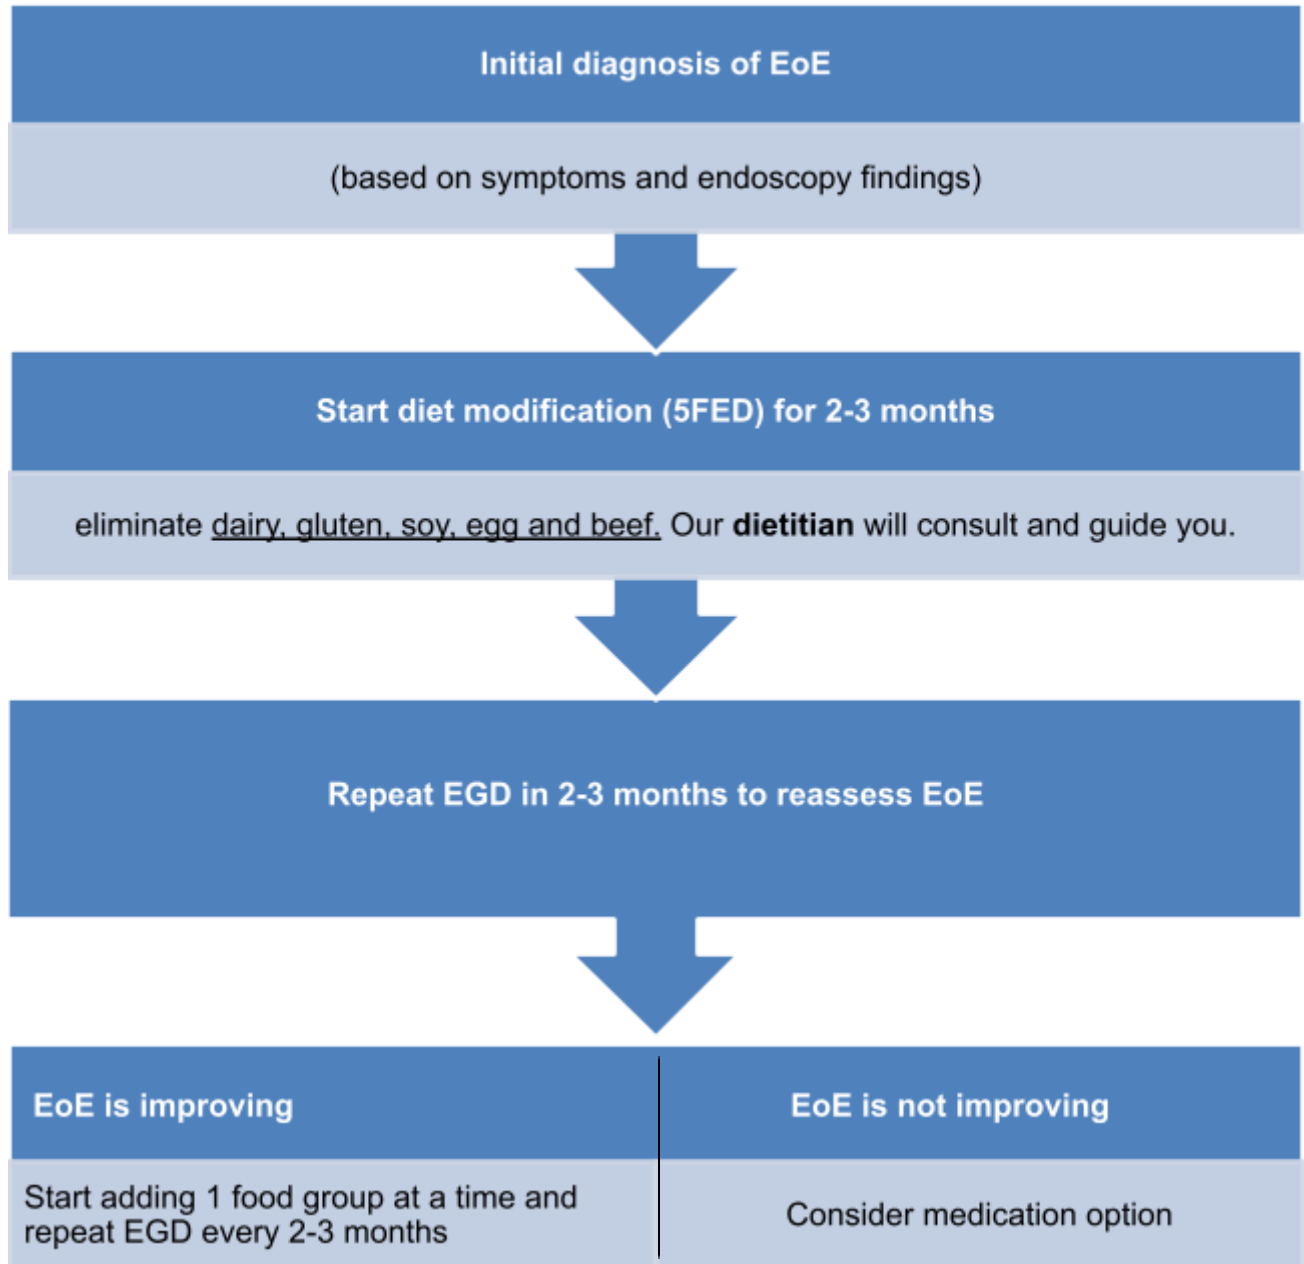 Initial diagnosis of EoE
(based on symptoms and endoscopy findings)
Start diet modification (5FED) for 2-3 months
eliminate dairy, gluten, soy, egg and beef. Our dietitian will consult and guide you.
Repeat EGD in 2-3 months to reassess EoE
EoE is improving
Start adding 1 food group at a time and
repeat EGD every 2-3 months
EoE is not improving
Consider medication option